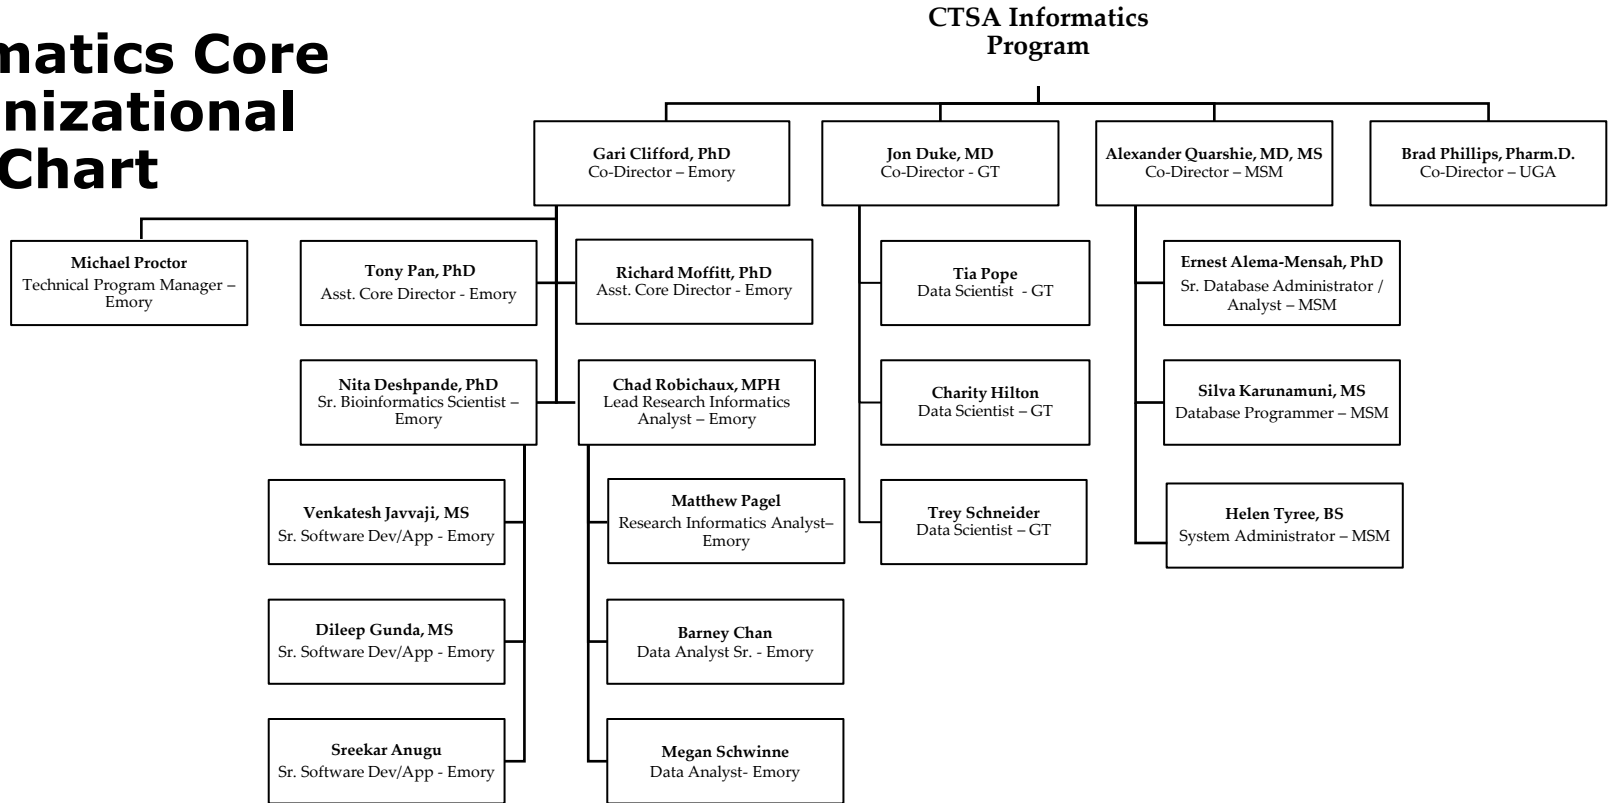 matics Core
nizational
Chart
CTSA Informatics
Program
Gari Clifford, PhD
Co-Director – Emory
Jon Duke, MD
Co-Director - GT
Alexander Quarshie, MD, MS
Co-Director – MSM
Brad Phillips, Pharm.D.
Co-Director – UGA
Michael Proctor
Technical Program Manager –
Emory
Tony Pan, PhD
Asst. Core Director - Emory
Richard Moffitt, PhD
Asst. Core Director - Emory
Tia Pope
Data Scientist  - GT
Ernest Alema-Mensah, PhD
Sr. Database Administrator /
Analyst – MSM
Nita Deshpande, PhD
Sr. Bioinformatics Scientist –
Emory
Chad Robichaux, MPH
Lead Research Informatics
Analyst – Emory
Charity Hilton
Data Scientist – GT
Silva Karunamuni, MS
Database Programmer – MSM
Venkatesh Javvaji, MS
Sr. Software Dev/App - Emory
Matthew Pagel
Research Informatics Analyst–
Emory
Trey Schneider
Data Scientist – GT
Helen Tyree, BS
System Administrator – MSM
Dileep Gunda, MS
Sr. Software Dev/App - Emory
Barney Chan
Data Analyst Sr. - Emory
Sreekar Anugu
Sr. Software Dev/App - Emory
Megan Schwinne
Data Analyst- Emory